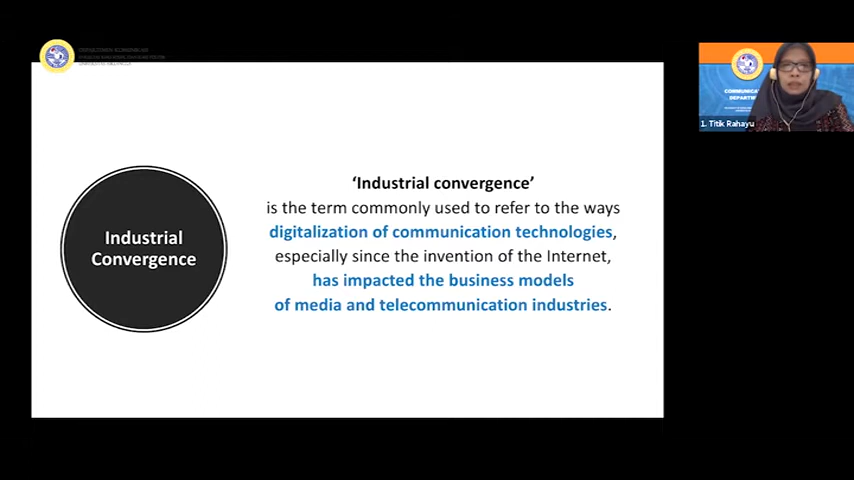 Industrial
Convergence
‘Industrial convergence’
is the term commonly used to refer to the ways
digitalization of communication technologies,
especially since the invention of the Internet,
has impacted the business models
of media and telecommunication industries.
1. Titik Rahayu